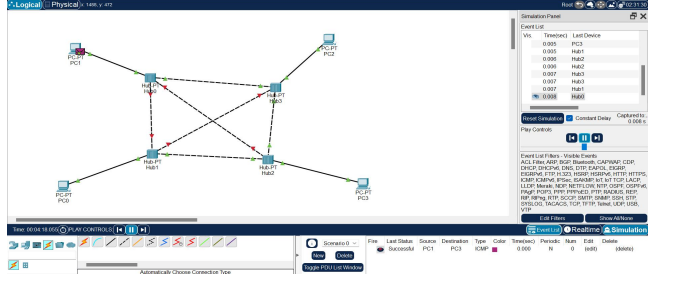 Logical Physical x: 1486, y: 472 Root 02:31:30
Simulation Panel
Event List
Vis. Time(sec) Last Device
0.005 PC3
0.005 Hub1
0.006 Hub2
0.006 Hub2
0.007 Hub3
0.007 Hub3
0.007 Hub1
0.008 Hub0
Reset Simulation Constant Delay Captured to:
0.008 s
Play Controls
Event List Filters - Visible Events
ACL Filter, ARP, BGP, Bluetooth, CAPWAP, CDP,
DHCP, DHCPv6, DNS, DTP, EAPOL, EIGRP,
EIGRPv6, FTP, H.323, HSRP, HSRPv6, HTTP, HTTPS,
ICMP, ICMPv6, IPSec, ISAKMP, IoT, IoT TCP, LACP,
LLDP, Meraki, NDP, NETFLOW, NTP, OSPF, OSPFv6,
PAgP, POP3, PPP, PPPoED, PTP, RADIUS, REP,
RIP, RIPng, RTP, SCCP, SMTP, SNMP, SSH, STP,
SYSLOG, TACACS, TCP, TFTP, Telnet, UDP, USB,
VTP
Edit Filters Show All/None
PC-PT
PC1
PC-PT
PC2
Hub-PT
Hub0
Hub-PT
Hub3
Hub-PT
Hub1
Hub-PT
Hub2
PC-PT
PC0
PC-PT
PC3
Time: 00:04:18.055 PLAY CONTROLS: Event List Realtime Simulation
Scenario 0
New Delete
Toggle PDU List Window
Fire Last Status Source Destination Type Color Time(sec) Periodic Num Edit Delete
Successful PC1 PC3 ICMP 0.000 N 0 (edit) (delete)
Automatically Choose Connection Type